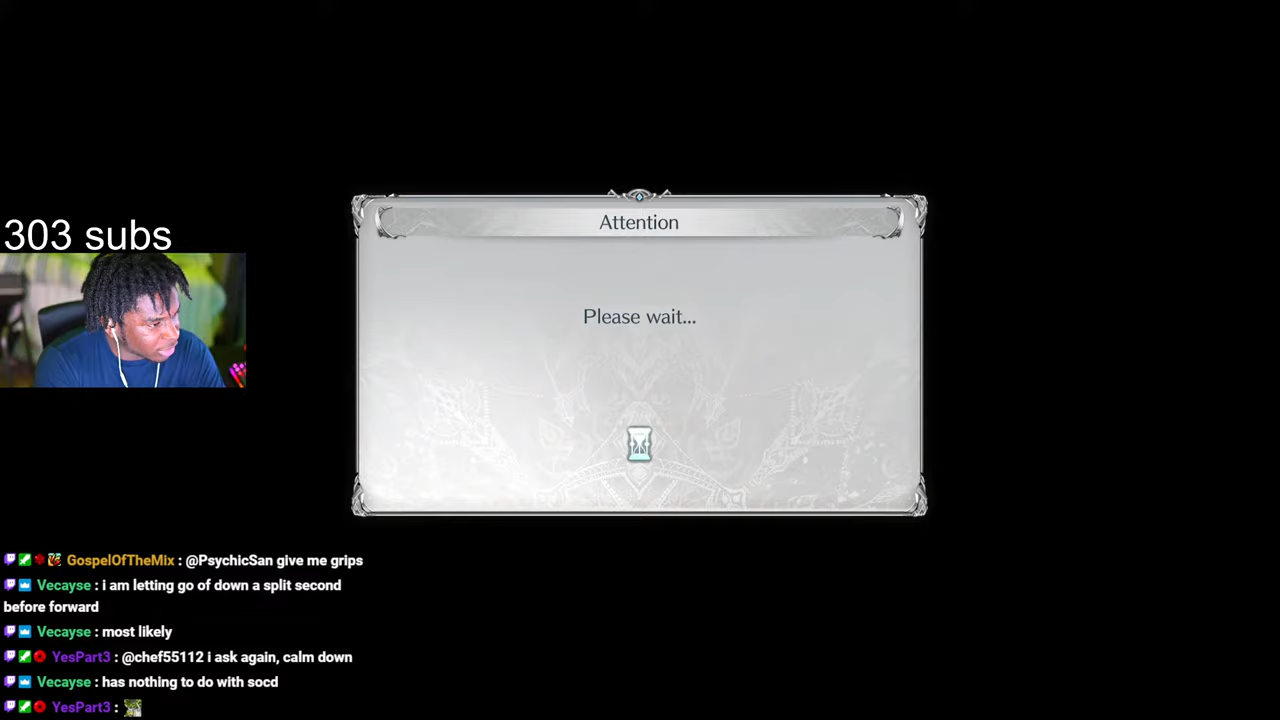 Attention
303 subs
Please wait...
GospelOfTheMix : @PsychicSan give me grips
Vecayse : i am letting go of down a split second
before forward
Vecayse : most likely
YesPart3 : @chef55112 i ask again, calm down
Vecayse : has nothing to do with socd
YesPart3 :